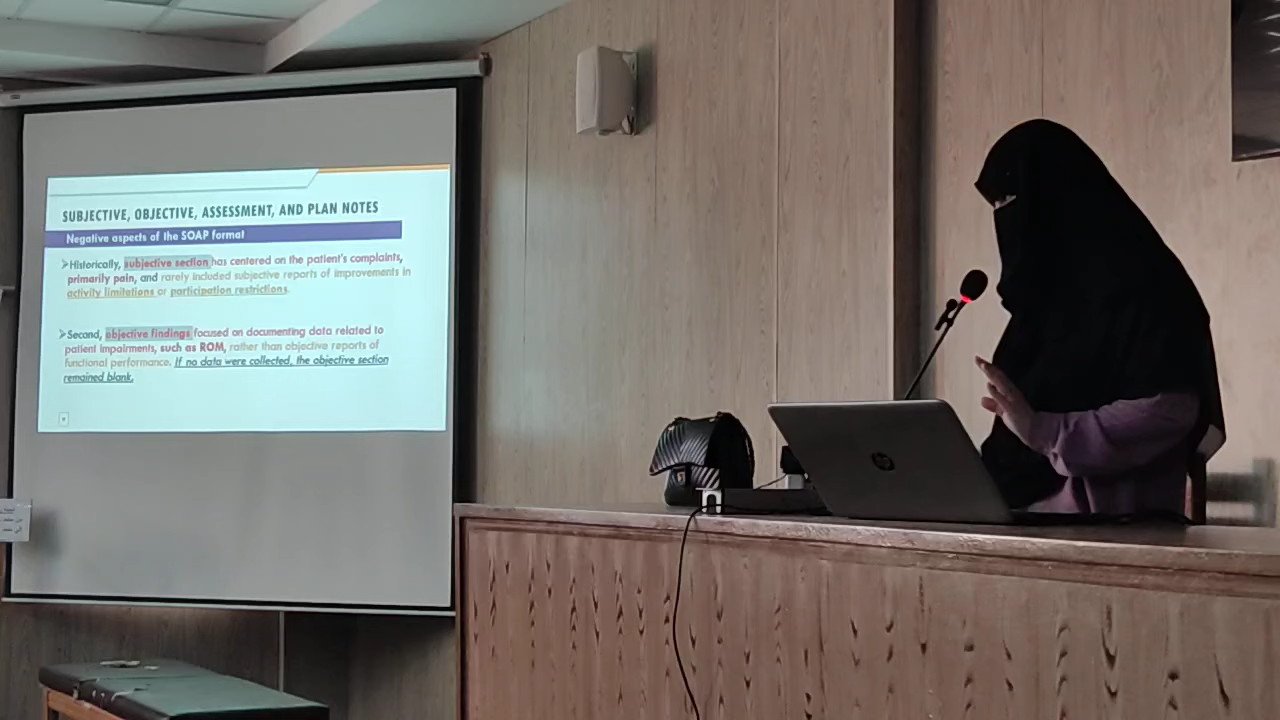 SUBJECTIVE, OBJECTIVE, ASSESSMENT, AND PLAN NOTES
Negative aspects of the SOAP format
➢Historically, subjective section has centered on the patient's complaints,
primarily pain, and rarely included subjective reports of improvements in
activity limitations or participation restrictions.
➢Second, objective findings focused on documenting data related to
patient impairments, such as ROM, rather than objective reports of
functional performance. If no data were collected, the objective section
remained blank.
hp